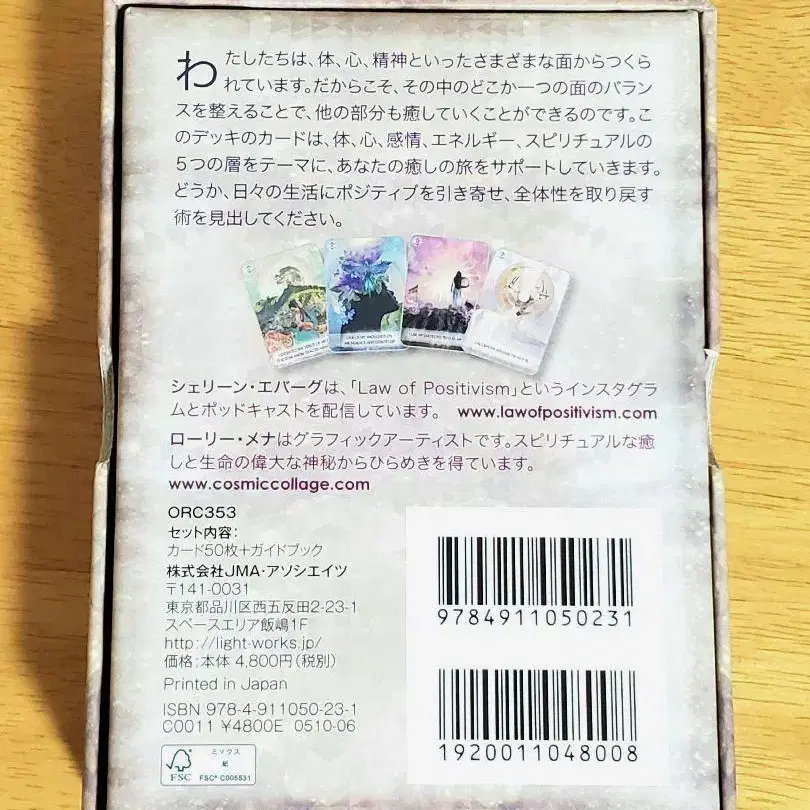 わたしたちは、体、心、精神といったさまざまな面からつくら
れています。だからこそ、その中のどこか一つの面のバラン
スを整えることで、他の部分も癒していくことができるのです。こ
のデッキのカードは、体、心、感情、エネルギー、スピリチュアルの
5つの層をテーマに、あなたの癒しの旅をサポートしていきます。
どうか、日々の生活にポジティブを引き寄せ、全体性を取り戻す
術を見出してください。
シェリーン・エバーグは、「Law of Positivism」というインスタグラ
ムとポッドキャストを配信しています。 www.lawofpositivism.com
ローリー・メナはグラフィックアーティストです。スピリチュアルな癒
しと生命の偉大な神秘からひらめきを得ています。
www.cosmiccollage.com
ORC353
セット内容：
カード50枚+ガイドブック
株式会社JMA・アソシエイツ
〒141-0031
東京都品川区西五反田2-23-1
スペースエリア飯嶋1F
http://light-works.jp/
価格：本体 4,800円（税別）
Printed in Japan
ISBN 978-4-911050-23-1
C0011 ¥4800E 0510-06
9784911050231
1920011048008
FSC
ミックス
紙
FSC® C006531